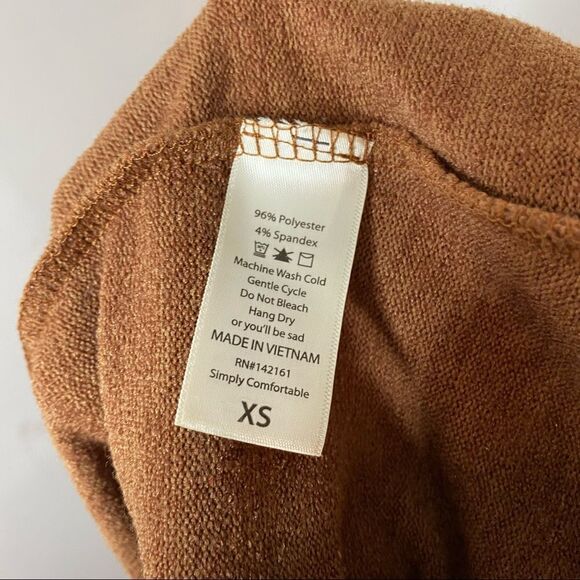 96% Polyester
4% Spandex
Machine Wash Cold
Gentle Cycle
Do Not Bleach
Hang Dry
or you'll be sad
MADE IN VIETNAM
RN#142161
Simply Comfortable
XS